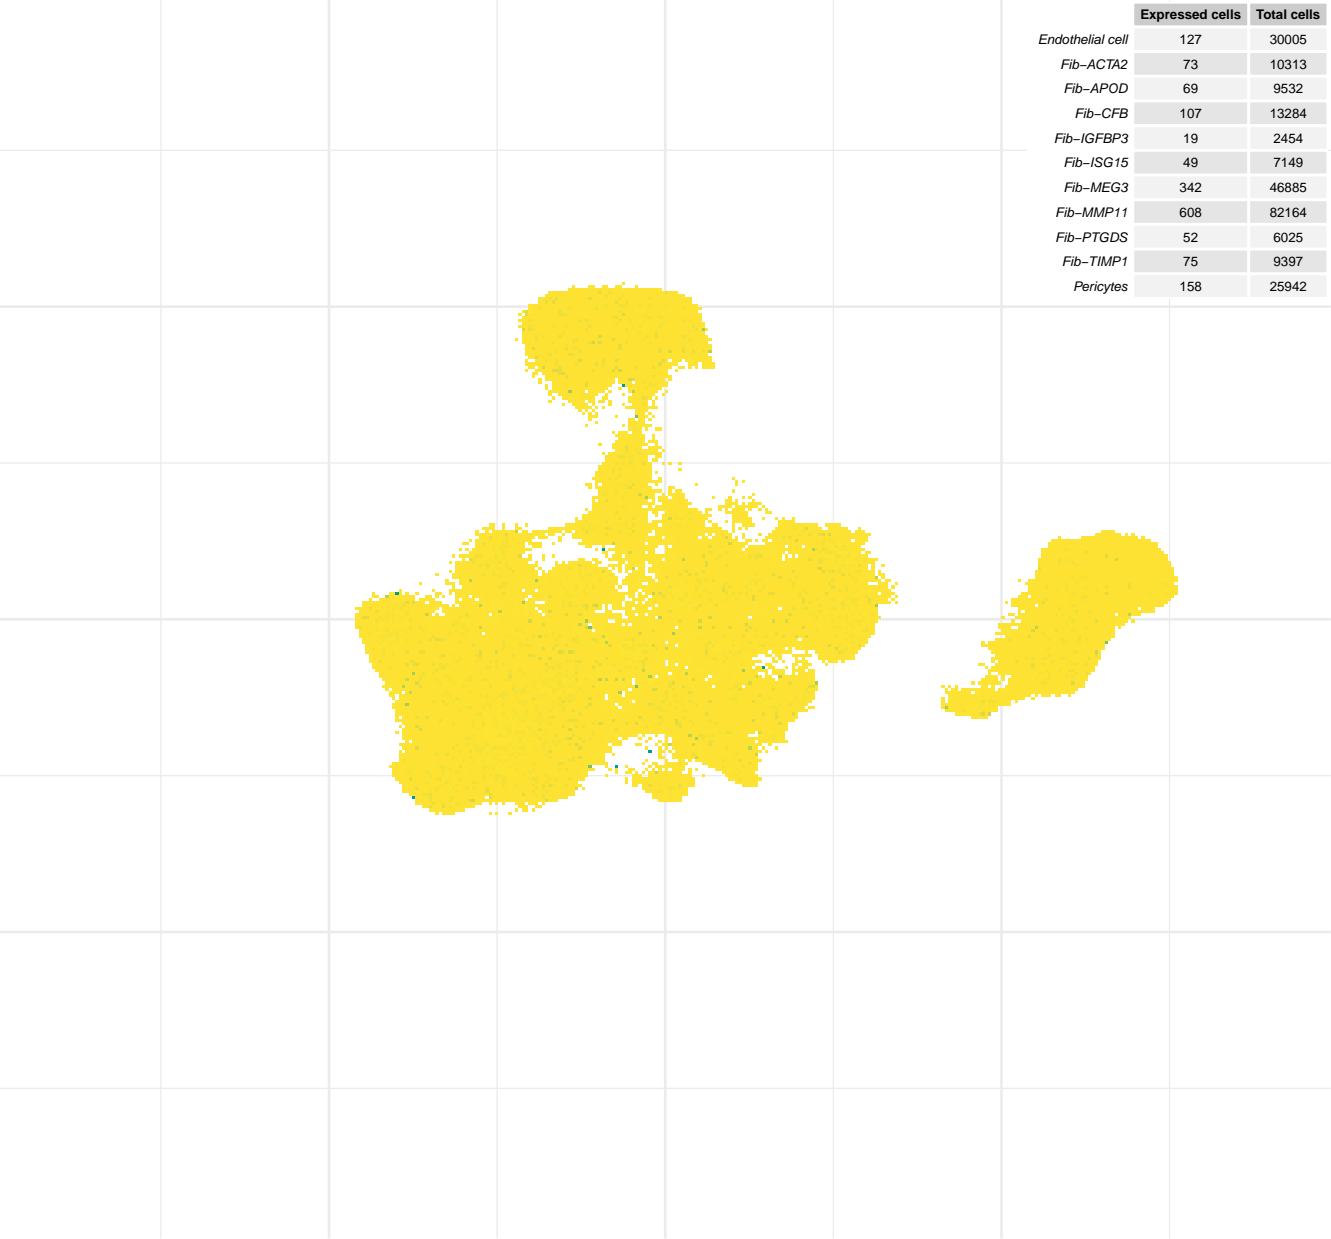 Expressed cells Total cells
Endothelial cell 127 30005
Fib−ACTA2 73 10313
Fib−APOD 69 9532
Fib−CFB 107 13284
Fib−IGFBP3 19 2454
Fib−ISG15 49 7149
Fib−MEG3 342 46885
Fib−MMP11 608 82164
Fib−PTGDS 52 6025
Fib−TIMP1 75 9397
Pericytes 158 25942